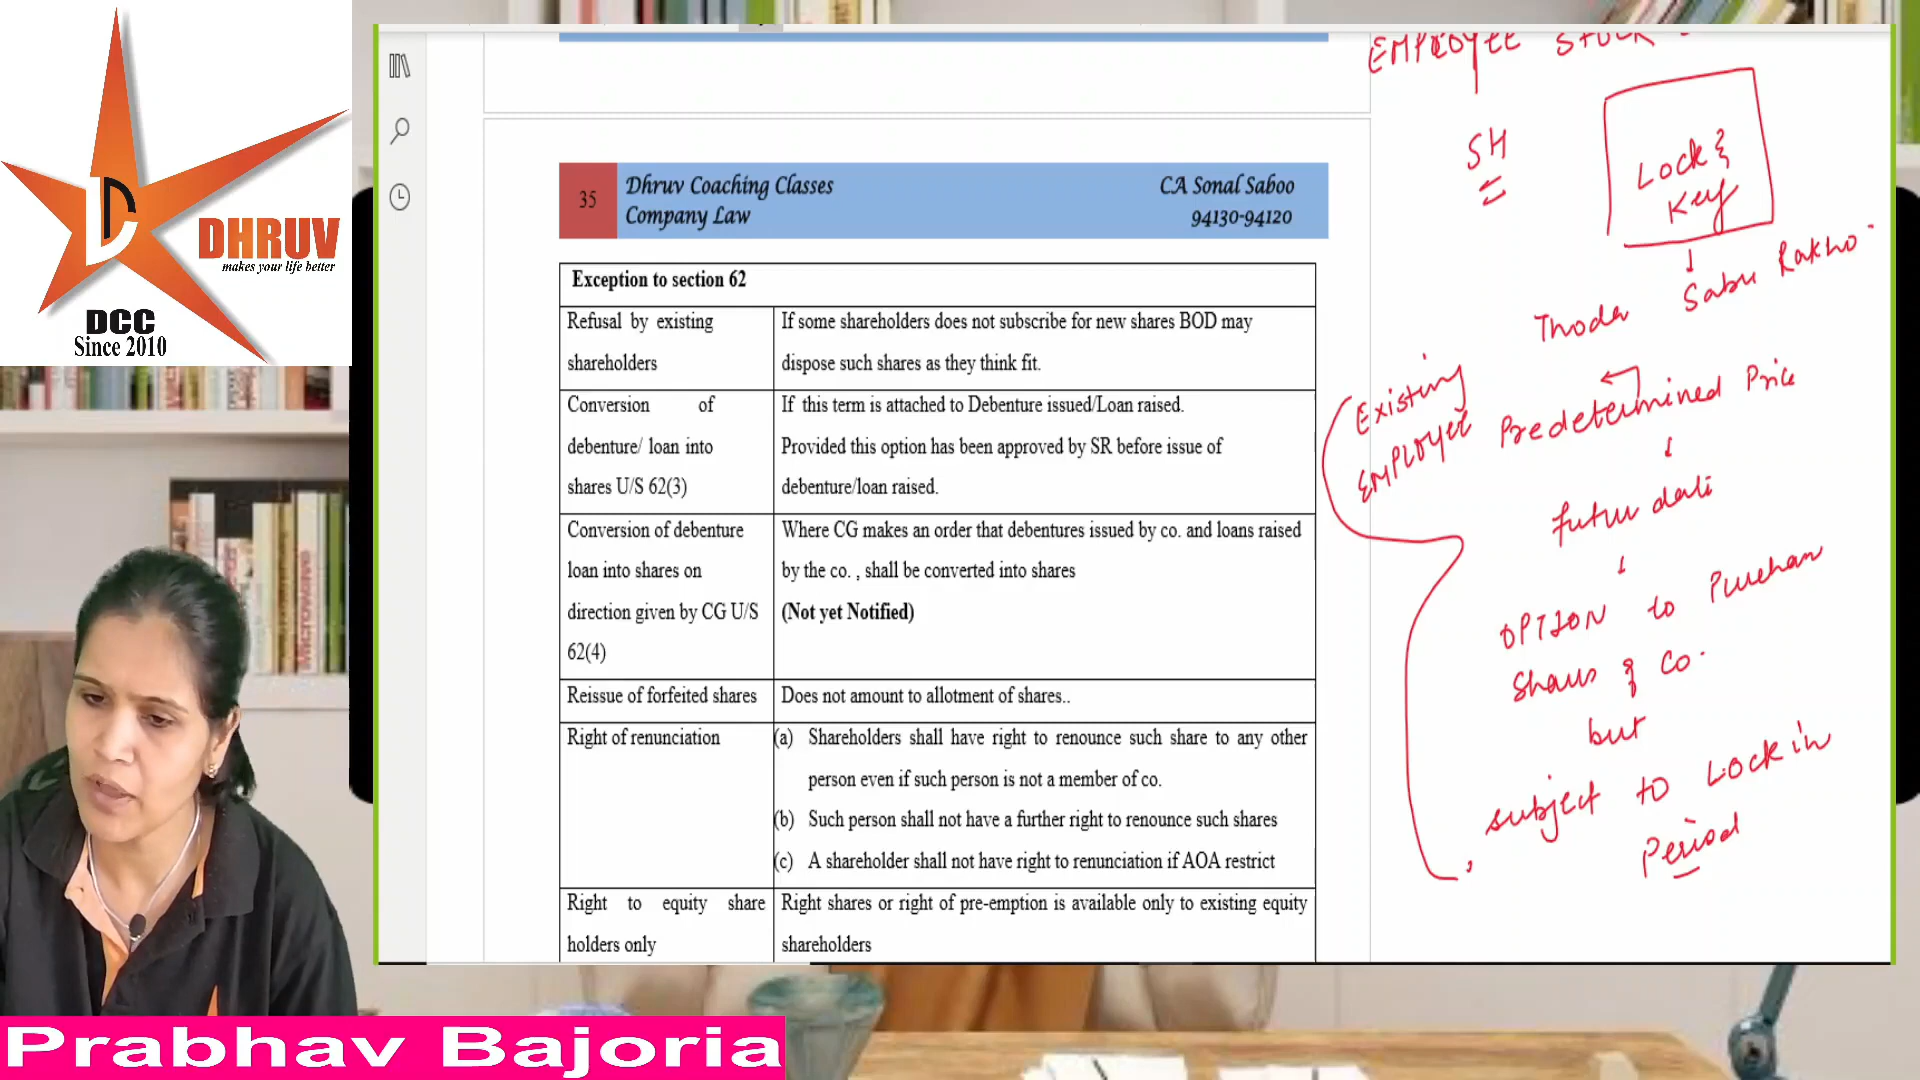 DHRUV
makes your life better
DCC
Since 2010
35
Dhruv Coaching Classes
Company Law
CA Sonal Saboo
94130-94120
Exception to section 62
Refusal by existing shareholders
If some shareholders does not subscribe for new shares BOD may
dispose such shares as they think fit.
Conversion of
debenture/ loan into
shares U/S 62(3)
If this term is attached to Debenture issued/Loan raised.
Provided this option has been approved by SR before issue of
debenture/loan raised.
Conversion of debenture
loan into shares on
direction given by CG U/S
62(4)
Where CG makes an order that debentures issued by co. and loans raised
by the co. , shall be converted into shares
(Not yet Notified)
Reissue of forfeited shares
Does not amount to allotment of shares..
Right of renunciation
(a) Shareholders shall have right to renounce such share to any other
person even if such person is not a member of co.
(b) Such person shall not have a further right to renounce such shares
(c) A shareholder shall not have right to renunciation if AOA restrict
Right to equity share
holders only
Right shares or right of pre-emption is available only to existing equity
shareholders
EMPLOYEE STOCK
SH
Lock &
Key
Thoda Sabr Rakho
Existing
EMPLOYEE
Predetermined Price
future date
OPTION to Purchase
Shares of Co.
but
subject to Lock in
Period
Prabhav Bajoria